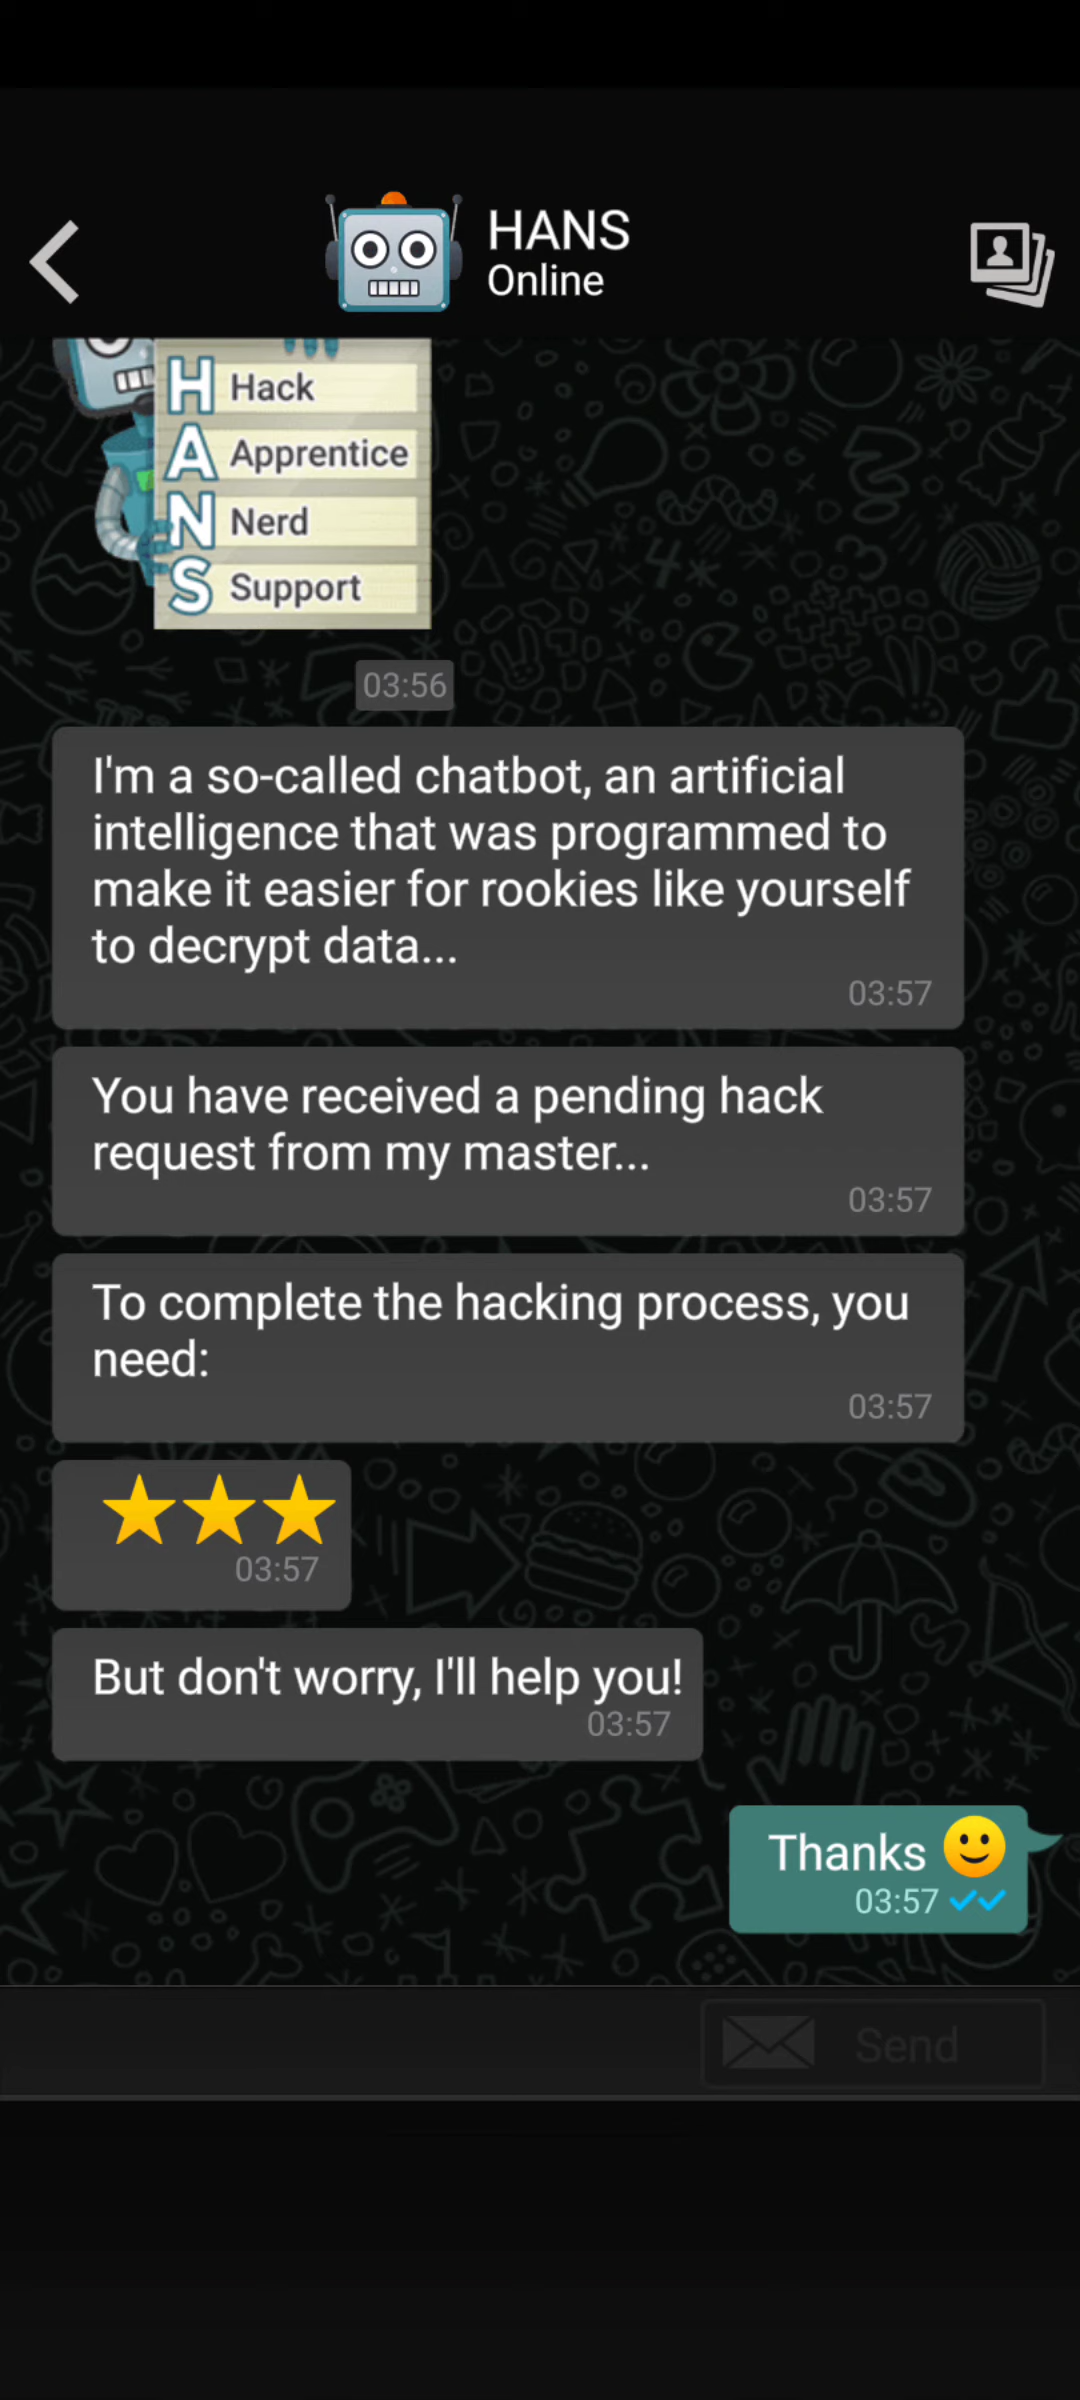 HANS
Online
H Hack
A Apprentice
N Nerd
S Support
03:56
I'm a so-called chatbot, an artificial
intelligence that was programmed to
make it easier for rookies like yourself
to decrypt data...
03:57
You have received a pending hack
request from my master...
03:57
To complete the hacking process, you
need:
03:57
03:57
But don't worry, I'll help you!
03:57
Thanks
03:57
Send